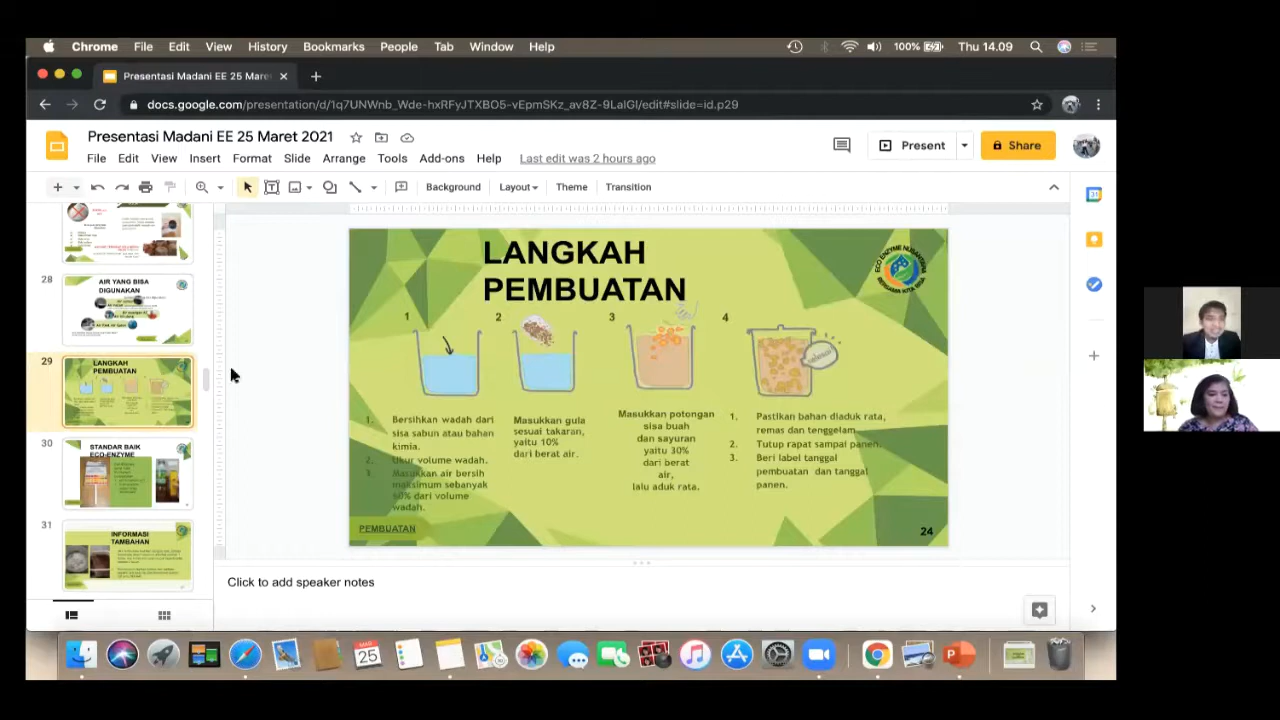 Chrome File Edit View History Bookmarks People Tab Window Help 100% Thu 14.09
Presentasi Madani EE 25 Mare
docs.google.com/presentation/d/1q7UNWnb_Wde-hxRFyJTXBO5-vEpmSKz_av8Z-9LaIGI/edit#slide=id.p29
Presentasi Madani EE 25 Maret 2021
File Edit View Insert Format Slide Arrange Tools Add-ons Help Last edit was 2 hours ago
Present
Share
Background Layout Theme Transition
28
AIR YANG BISA
DIGUNAKAN
29
LANGKAH
PEMBUATAN
30
STANDAR BAIK
ECO-ENZYME
31
INFORMASI
TAMBAHAN
LANGKAH
PEMBUATAN
ECO ENZYME NUSANTARA
1
2
3
4
1. Bersihkan wadah dari
sisa sabun atau bahan
kimia.
2. Ukur volume wadah.
3. Masukkan air bersih
maksimum sebanyak
60% dari volume
wadah.
Masukkan gula
sesuai takaran,
yaitu 10%
dari berat air.
Masukkan potongan
sisa buah
dan sayuran
yaitu 30%
dari berat
air,
lalu aduk rata.
1. Pastikan bahan diaduk rata,
remas dan tenggelam.
2. Tutup rapat sampai panen.
3. Beri label tanggal
pembuatan dan tanggal
panen.
PEMBUATAN
24
Click to add speaker notes
MAR
25